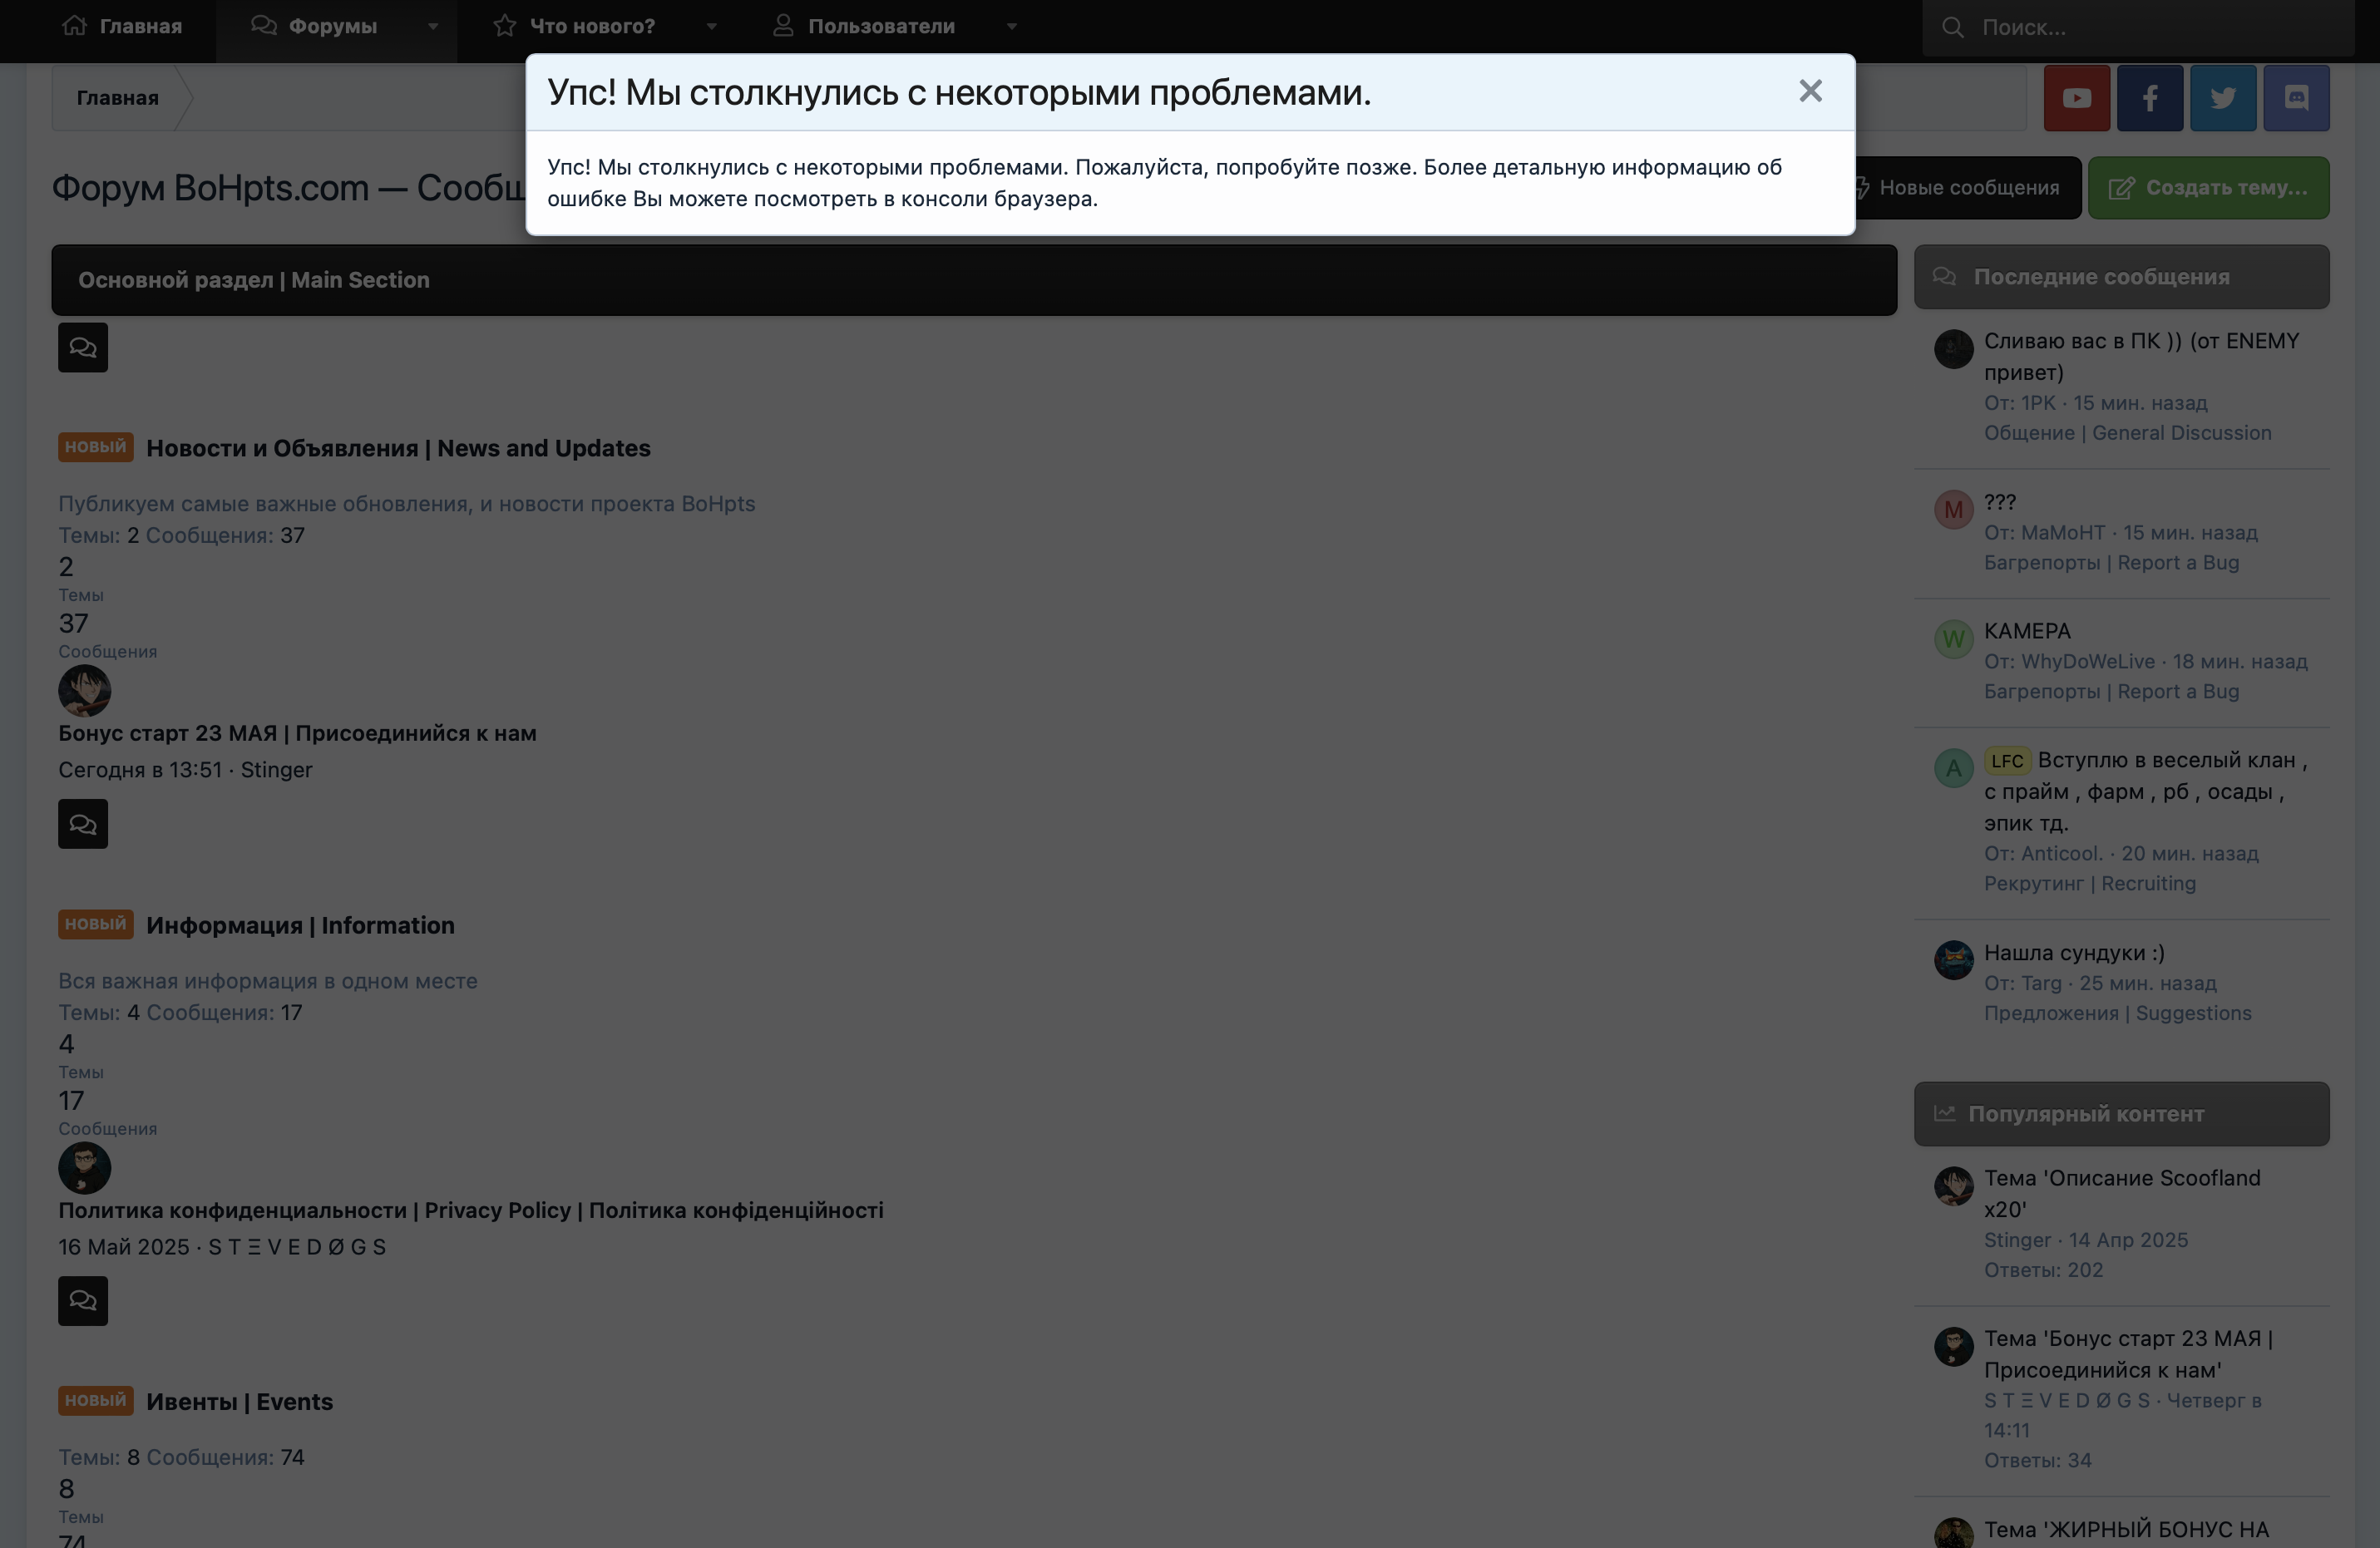 Главная
Форумы
Что нового?
Пользователи
Поиск...
Упс! Мы столкнулись с некоторыми проблемами.
Упс! Мы столкнулись с некоторыми проблемами. Пожалуйста, попробуйте позже. Более детальную информацию об
ошибке Вы можете посмотреть в консоли браузера.
Главная
Форум BoHpts.com — Сообщ
Новые сообщения
Создать тему...
Основной раздел | Main Section
НОВЫЙ Новости и Объявления | News and Updates
Публикуем самые важные обновления, и новости проекта BoHpts
Темы: 2 Сообщения: 37
2
Темы
37
Сообщения
Бонус старт 23 МАЯ | Присоединийся к нам
Сегодня в 13:51 · Stinger
НОВЫЙ Информация | Information
Вся важная информация в одном месте
Темы: 4 Сообщения: 17
4
Темы
17
Сообщения
Политика конфиденциальности | Privacy Policy | Політика конфіденційності
16 Май 2025 · S T Ξ V E D Ø G S
НОВЫЙ Ивенты | Events
Темы: 8 Сообщения: 74
8
Темы
74
Последние сообщения
Сливаю вас в ПК )) (от ENEMY
привет)
От: 1PK · 15 мин. назад
Общение | General Discussion
M
???
От: МаМоНТ · 15 мин. назад
Багрепорты | Report a Bug
W
КАМЕРА
От: WhyDoWeLive · 18 мин. назад
Багрепорты | Report a Bug
A
LFC Вступлю в веселый клан ,
с прайм , фарм , рб , осады ,
эпик тд.
От: Anticool. · 20 мин. назад
Рекрутинг | Recruiting
Нашла сундуки :)
От: Targ · 25 мин. назад
Предложения | Suggestions
Популярный контент
Тема 'Описание Scoofland
x20'
Stinger · 14 Апр 2025
Ответы: 202
Тема 'Бонус старт 23 МАЯ |
Присоединийся к нам'
S T Ξ V E D Ø G S · Четверг в
14:11
Ответы: 34
Тема 'ЖИРНЫЙ БОНУС НА